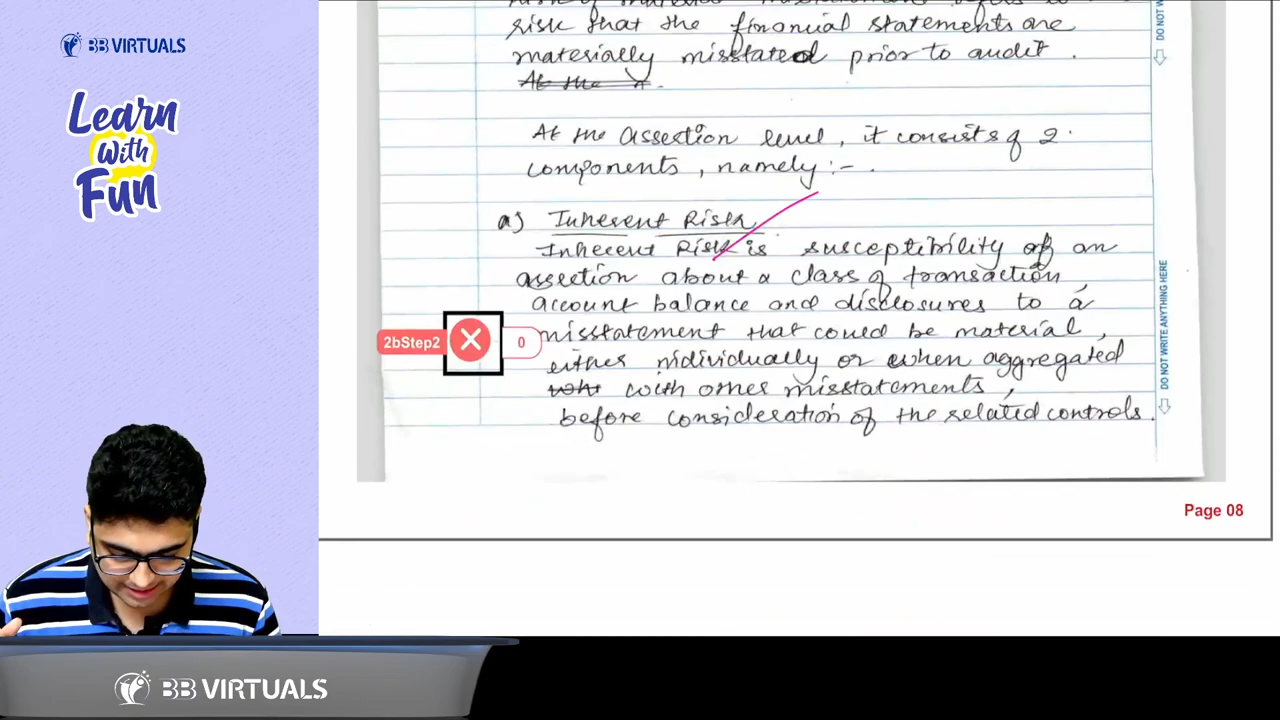 BB VIRTUALS
Learn
with
Fun
risk that the financial statements are
materially misstated prior to audit .
At the
At the assertion level, it consists of 2
components, namely :-
a) Inherent Risk
Inherent Risk is susceptibility of an
assertion about a class of transaction,
account balance and disclosures to a
misstatement that could be material,
either individually or when aggregated
with other misstatements,
before consideration of the related controls.
2bStep2
0
DO NOT W
DO NOT WRITE ANYTHING HERE
Page 08
BB VIRTUALS